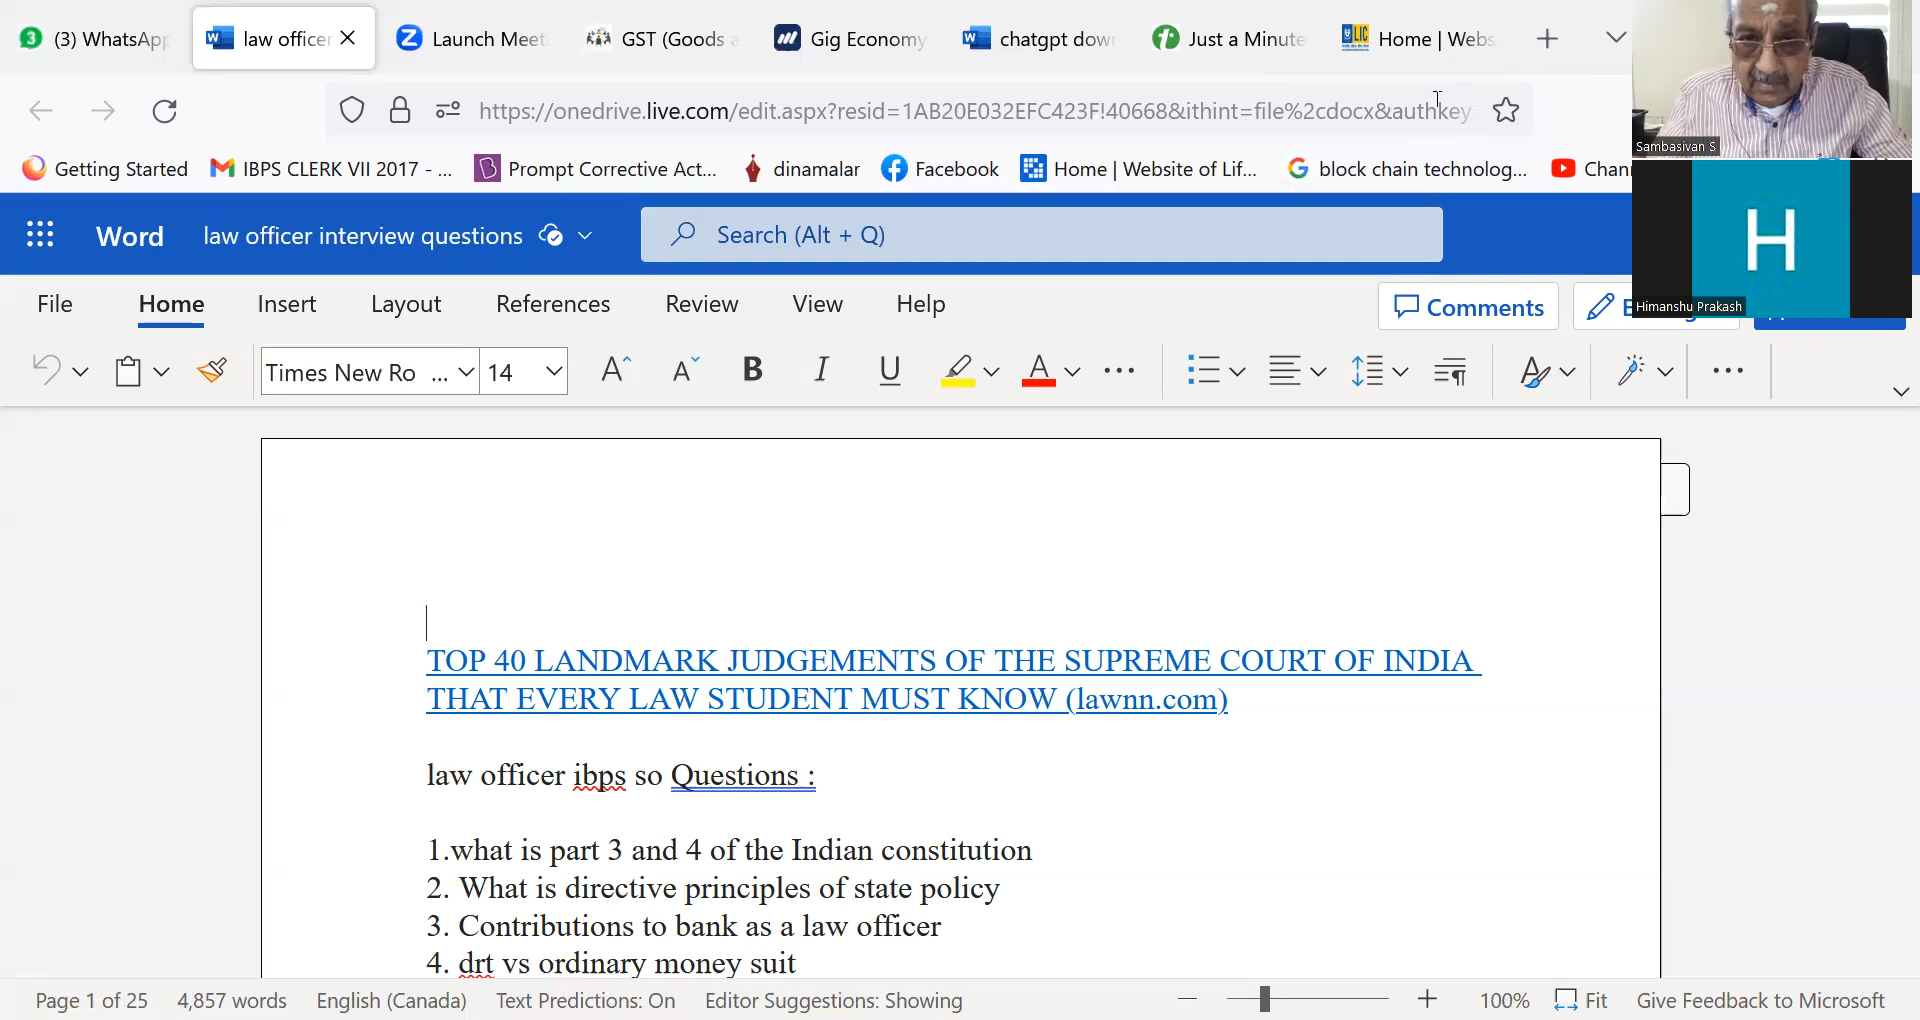 3 (3) WhatsApp
law officer
Launch Meet
GST (Goods a
Gig Economy
chatgpt dow
Just a Minute
LIC Home | Webs
https://onedrive.live.com/edit.aspx?resid=1AB20E032EFC423F!40668&ithint=file%2cdocx&authkey
Getting Started
IBPS CLERK VII 2017 - ...
Prompt Corrective Act...
dinamalar
Facebook
Home | Website of Lif...
block chain technolog...
Chan
Sambasivan S
Word
law officer interview questions
Search (Alt + Q)
H
Himanshu Prakash
File Home Insert Layout References Review View Help
Comments
Times New Ro ... 14
TOP 40 LANDMARK JUDGEMENTS OF THE SUPREME COURT OF INDIA
THAT EVERY LAW STUDENT MUST KNOW (lawnn.com)
law officer ibps so Questions :
1.what is part 3 and 4 of the Indian constitution
2. What is directive principles of state policy
3. Contributions to bank as a law officer
4. drt vs ordinary money suit
Page 1 of 25 4,857 words English (Canada) Text Predictions: On Editor Suggestions: Showing 100% Fit Give Feedback to Microsoft